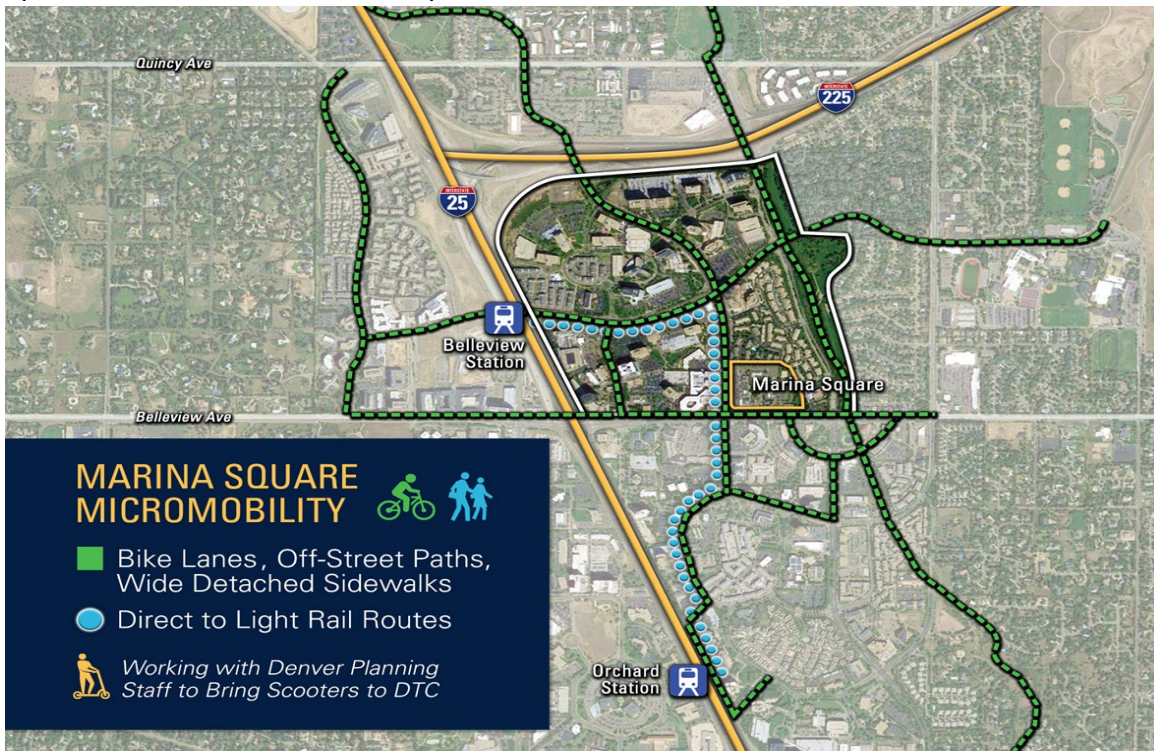 Quincy Ave
INTERSTATE
225
INTERSTATE
25
Belleview
Station
Marina Square
Belleview Ave
MARINA SQUARE
MICROMOBILITY
Bike Lanes, Off-Street Paths,
Wide Detached Sidewalks
Direct to Light Rail Routes
Working with Denver Planning
Staff to Bring Scooters to DTC
Orchard
Station